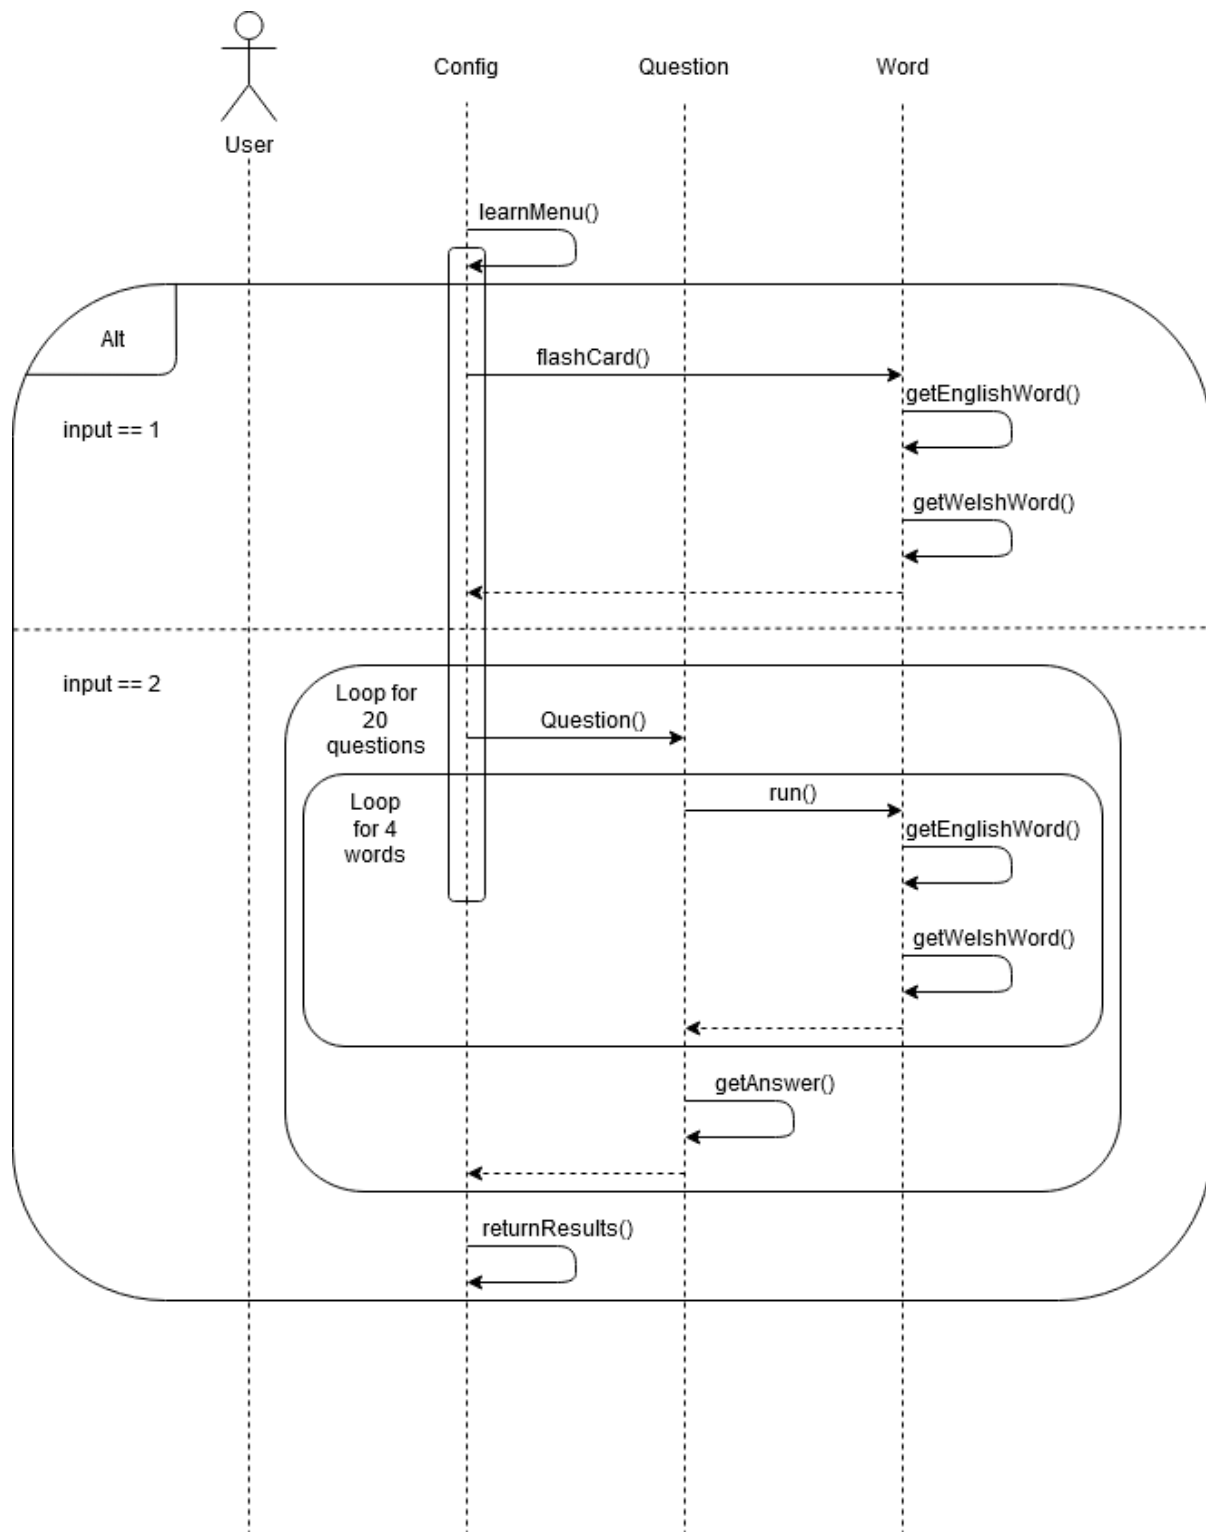 Config
Question
Word
User
learnMenu()
Alt
flashCard()
getEnglishWord()
input == 1
getWelshWord()
input == 2
Loop for
20
questions
Question()
Loop
for 4
words
run()
getEnglishWord()
getWelshWord()
getAnswer()
returnResults()